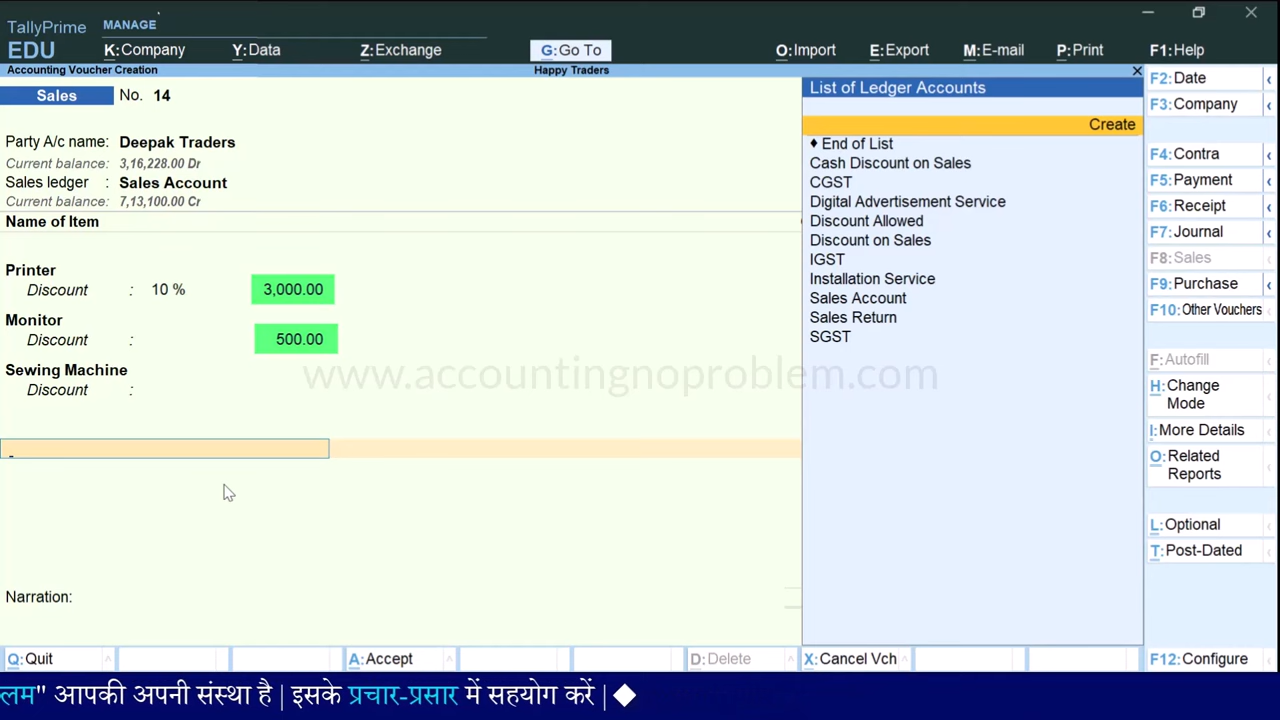 TallyPrime
EDU
MANAGE
K:Company
Y:Data
Z:Exchange
G:Go To
O:Import
E:Export
M:E-mail
P:Print
F1:Help
Accounting Voucher Creation
Happy Traders
Sales No. 14
Party A/c name: Deepak Traders
Current balance: 3,16,228.00 Dr
Sales ledger : Sales Account
Current balance: 7,13,100.00 Cr
Name of Item
Printer
Discount : 10 % 3,000.00
Monitor
Discount : 500.00
Sewing Machine
Discount :
www.accountingnoproblem.com
Narration:
List of Ledger Accounts
Create
♦ End of List
Cash Discount on Sales
CGST
Digital Advertisement Service
Discount Allowed
Discount on Sales
IGST
Installation Service
Sales Account
Sales Return
SGST
F2:Date
F3:Company
F4:Contra
F5:Payment
F6:Receipt
F7:Journal
F8:Sales
F9:Purchase
F10:Other Vouchers
F:Autofill
H:Change
Mode
I:More Details
O:Related
Reports
L:Optional
T:Post-Dated
Q:Quit
A:Accept
D:Delete
X:Cancel Vch
F12:Configure
लम" आपकी अपनी संस्था है | इसके प्रचार-प्रसार में सहयोग करें | ◆